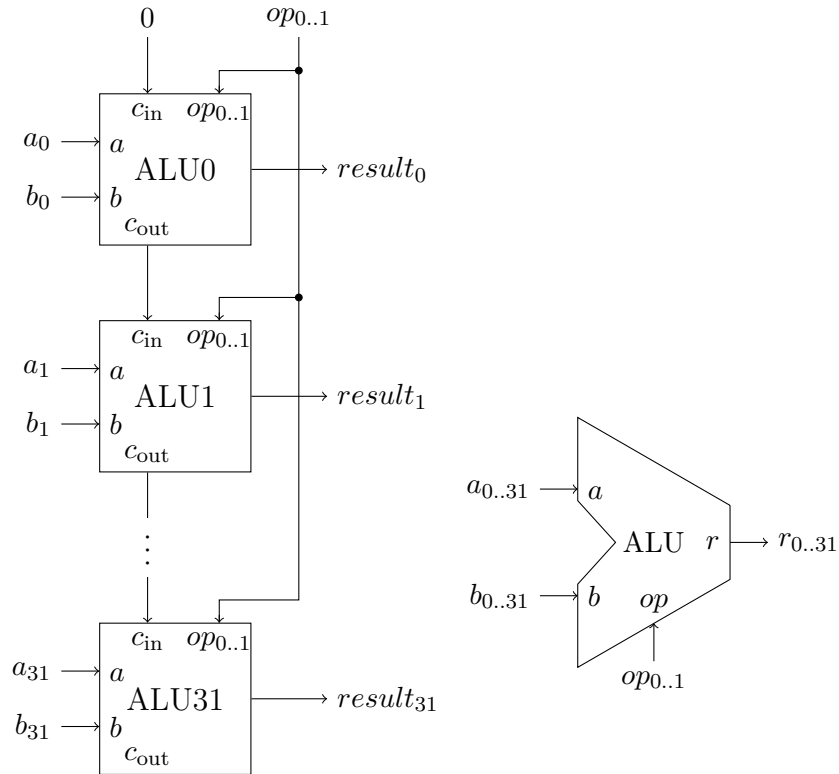 0 op0..1
cin op0..1
a0 a
ALU0 result0
b0 b
cout
cin op0..1
a1 a
ALU1 result1
b1 b
cout
a0..31 a
⋮ ALU r r0..31
b0..31 b op
cin op0..1
a31 a op0..1
ALU31 result31
b31 b
cout